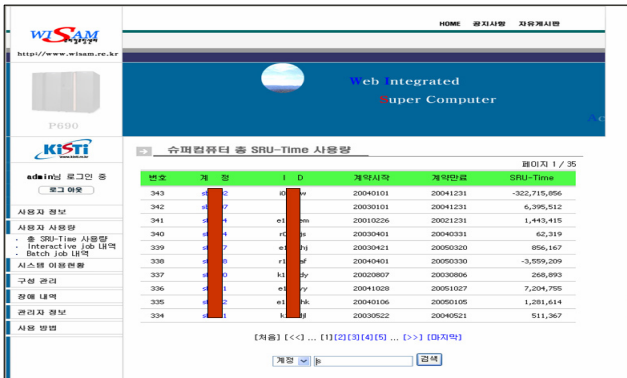 HOME 공지사항 자유게시판
WISAM
http://www.wisam.re.kr
Web Integrated
Super Computer
P690
KiSTi
www.kisti.re.kr
admin님 로그인 중
로그 아웃
사용자 정보
사용자 사용량
· 총 SRU-Time 사용량
· Interactive job 내역
· Batch job 내역
시스템 이용현황
구성 관리
장애 내역
관리자 정보
사용 방법
슈퍼컴퓨터 총 SRU-Time 사용량
페이지 1 / 35
번호 계 정 I D 계약시작 계약만료 SRU-Time
343 20040101 20041231 -322,715,856
342 20030101 20041231 6,395,512
341 20010226 20021231 1,443,415
340 20030401 20040331 62,319
339 20030421 20050320 856,167
338 20040401 20050330 -3,559,209
337 20020807 20030806 268,893
336 20041028 20051027 7,204,755
335 20040106 20050105 1,281,614
334 20030522 20040521 511,367
[처음] [<<] ... [1][2][3][4][5] ... [>>] [마지막]
계정 js 검색